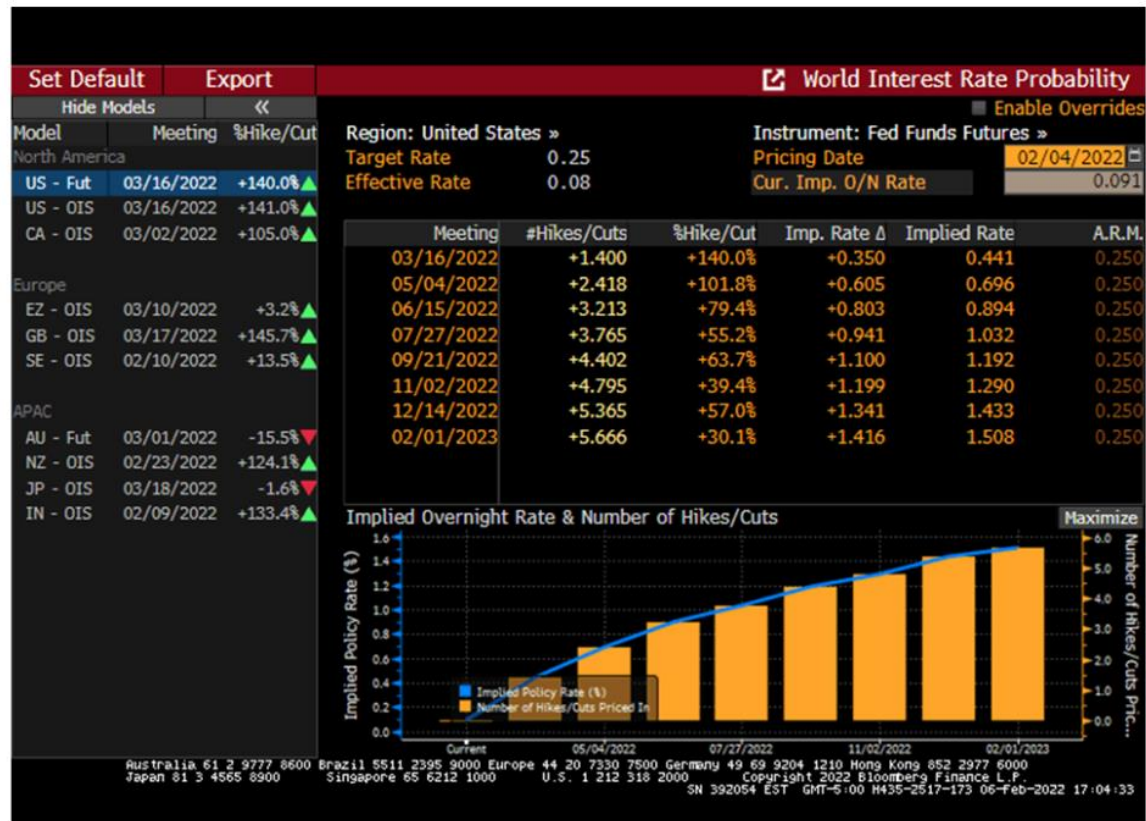 Set Default Export World Interest Rate Probability
Hide Models « Enable Overrides
Model Meeting %Hike/Cut
Region: United States » Instrument: Fed Funds Futures »
North America
Target Rate 0.25 Pricing Date 02/04/2022
US - Fut 03/16/2022 +140.0%
Effective Rate 0.08 Cur. Imp. O/N Rate 0.091
US - OIS 03/16/2022 +141.0%
CA - OIS 03/02/2022 +105.0%
Europe
EZ - OIS 03/10/2022 +3.2%
GB - OIS 03/17/2022 +145.7%
SE - OIS 02/10/2022 +13.5%
APAC
AU - Fut 03/01/2022 -15.5%
NZ - OIS 02/23/2022 +124.1%
JP - OIS 03/18/2022 -1.6%
IN - OIS 02/09/2022 +133.4%
Meeting #Hikes/Cuts %Hike/Cut Imp. Rate Δ Implied Rate A.R.M.
03/16/2022 +1.400 +140.0% +0.350 0.441 0.250
05/04/2022 +2.418 +101.8% +0.605 0.696 0.250
06/15/2022 +3.213 +79.4% +0.803 0.894 0.250
07/27/2022 +3.765 +55.2% +0.941 1.032 0.250
09/21/2022 +4.402 +63.7% +1.100 1.192 0.250
11/02/2022 +4.795 +39.4% +1.199 1.290 0.250
12/14/2022 +5.365 +57.0% +1.341 1.433 0.250
02/01/2023 +5.666 +30.1% +1.416 1.508 0.250
Implied Overnight Rate & Number of Hikes/Cuts Maximize
Implied Policy Rate (%)
1.6
1.4
1.2
1.0
0.8
0.6
0.4
0.2
0.0
Implied Policy Rate (%)
Number of Hikes/Cuts Priced In
6.0
5.0
4.0
3.0
2.0
1.0
0.0
Number of Hikes/Cuts Pric...
Current 05/04/2022 07/27/2022 11/02/2022 02/01/2023
Australia 61 2 9777 8600 Brazil 5511 2395 9000 Europe 44 20 7330 7500 Germany 49 69 9204 1210 Hong Kong 852 2977 6000
Japan 81 3 4565 8900 Singapore 65 6212 1000 U.S. 1 212 318 2000 Copyright 2022 Bloomberg Finance L.P.
SN 392054 EST GMT-5:00 H435-2517-173 06-Feb-2022 17:04:33